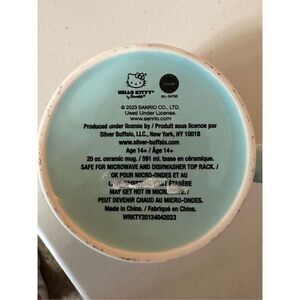 HELLO KITTY
© 2023 SANRIO CO., LTD.
Used Under License.
www.sanrio.com
Produced under license by / Produit sous licence par
Silver Buffalo, LLC., New York, NY 10018
www.silver-buffalo.com
Age 14+ / Age 14+
20 oz. ceramic mug. / 591 ml. tasse en céramique.
SAFE FOR MICROWAVE AND DISHWASHER TOP RACK. /
OK POUR MICRO-ONDES ET AU
ÉTAGÈRE
MAY GET HOT IN
PEUT DEVENIR CHAUD AU MICRO-ONDES
Made in China. / Fabriqué en China.
WRKTY20134042023